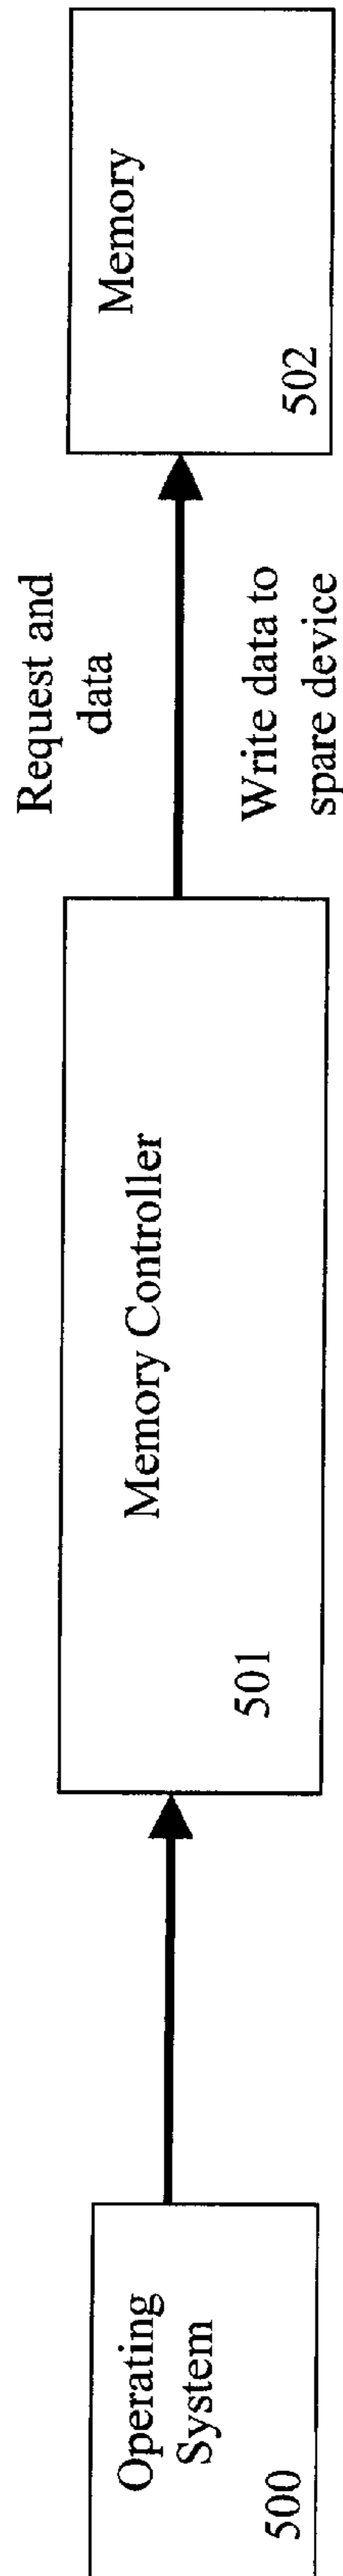 Operating
System
500
Memory Controller
501
Request and
data
Write data to
spare device
Memory
502